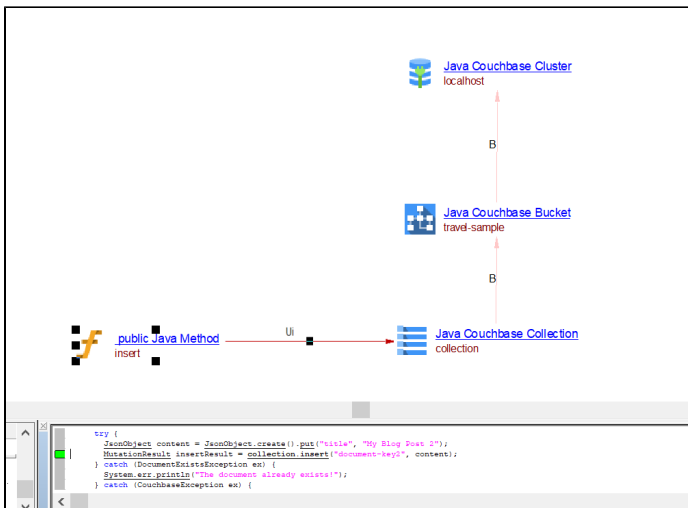 Java Couchbase Cluster
localhost
B
Java Couchbase Bucket
travel-sample
B
Ui
public Java Method
insert
Java Couchbase Collection
collection
try {
JsonObject content = JsonObject.create().put("title", "My Blog Post 2");
MutationResult insertResult = collection.insert("document-key2", content);
} catch (DocumentExistsException ex) {
System.err.println("The document already exists!");
} catch (CouchbaseException ex) {